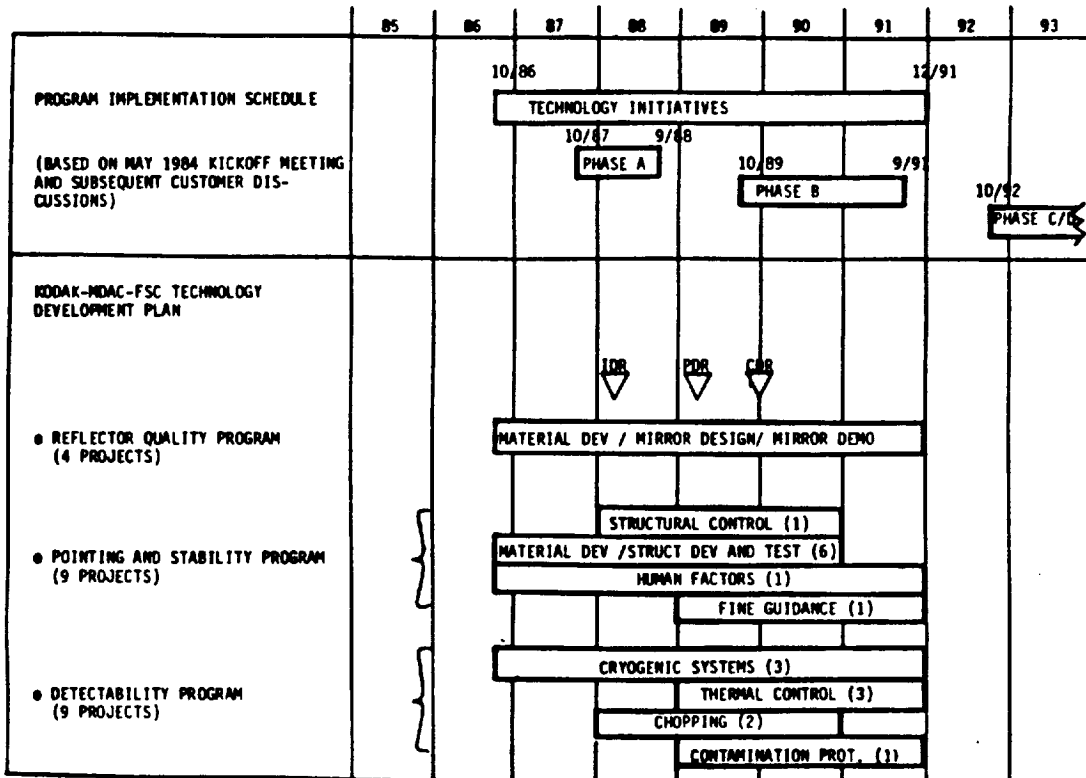 85 86 87 88 89 90 91 92 93
10/86 12/91
PROGRAM IMPLEMENTATION SCHEDULE
TECHNOLOGY INITIATIVES
10/87 9/88
(BASED ON MAY 1984 KICKOFF MEETING
AND SUBSEQUENT CUSTOMER DIS-
CUSSIONS)
PHASE A
10/89 9/91
PHASE B
10/92
PHASE C/D
KODAK-MDAC-FSC TECHNOLOGY
DEVELOPMENT PLAN
IDR PDR CDR
● REFLECTOR QUALITY PROGRAM
(4 PROJECTS)
MATERIAL DEV / MIRROR DESIGN/ MIRROR DEMO
STRUCTURAL CONTROL (1)
● POINTING AND STABILITY PROGRAM
(9 PROJECTS)
MATERIAL DEV /STRUCT DEV AND TEST (6)
HUMAN FACTORS (1)
FINE GUIDANCE (1)
CRYOGENIC SYSTEMS (3)
● DETECTABILITY PROGRAM
(9 PROJECTS)
THERMAL CONTROL (3)
CHOPPING (2)
CONTAMINATION PROT. (1)